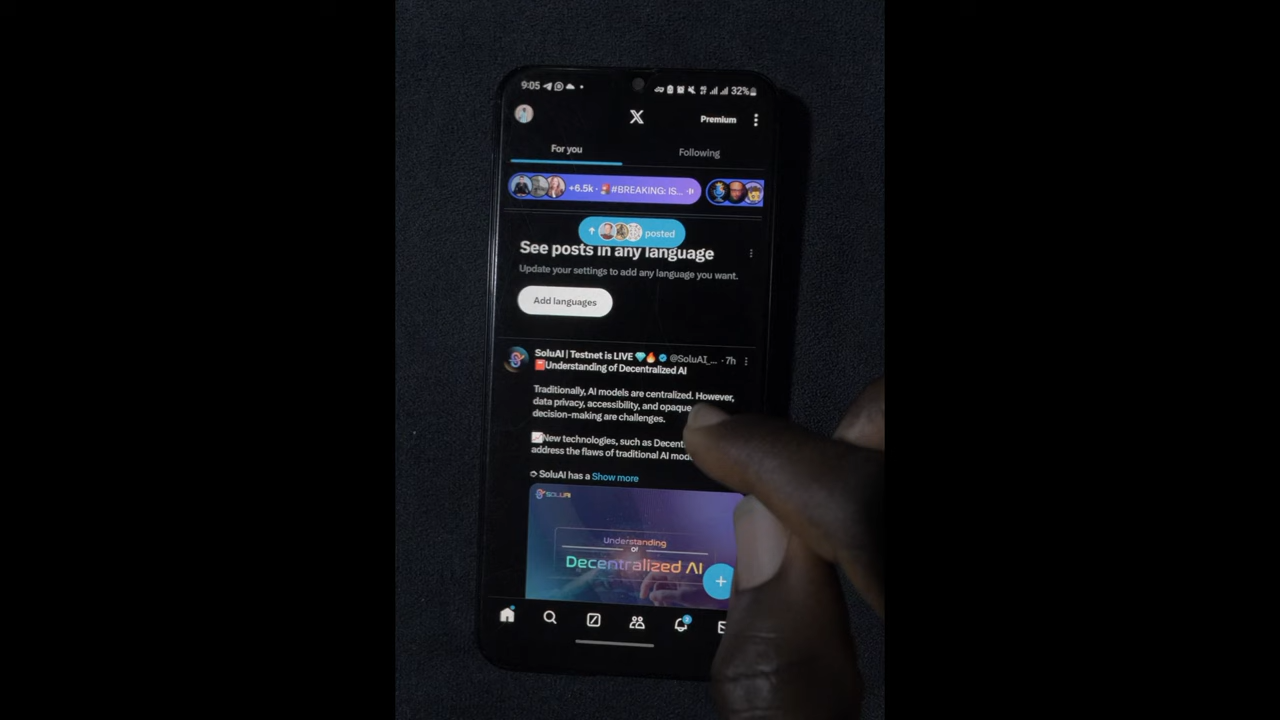 9:05
32%
X
Premium
For you
Following
+6.5k · 🚨#BREAKING: IS...
posted
See posts in any language
Update your settings to add any language you want.
Add languages
SoluAI | Testnet is LIVE 💎🔥 @SoluAI_... · 7h
🟥Understanding of Decentralized AI
Traditionally, AI models are centralized. However,
data privacy, accessibility, and opaque
decision-making are challenges.
New technologies, such as
address the flaws of traditional AI
➲ SoluAI has a Show more
SOLUAI
Understanding
Of
Decentralized AI
+